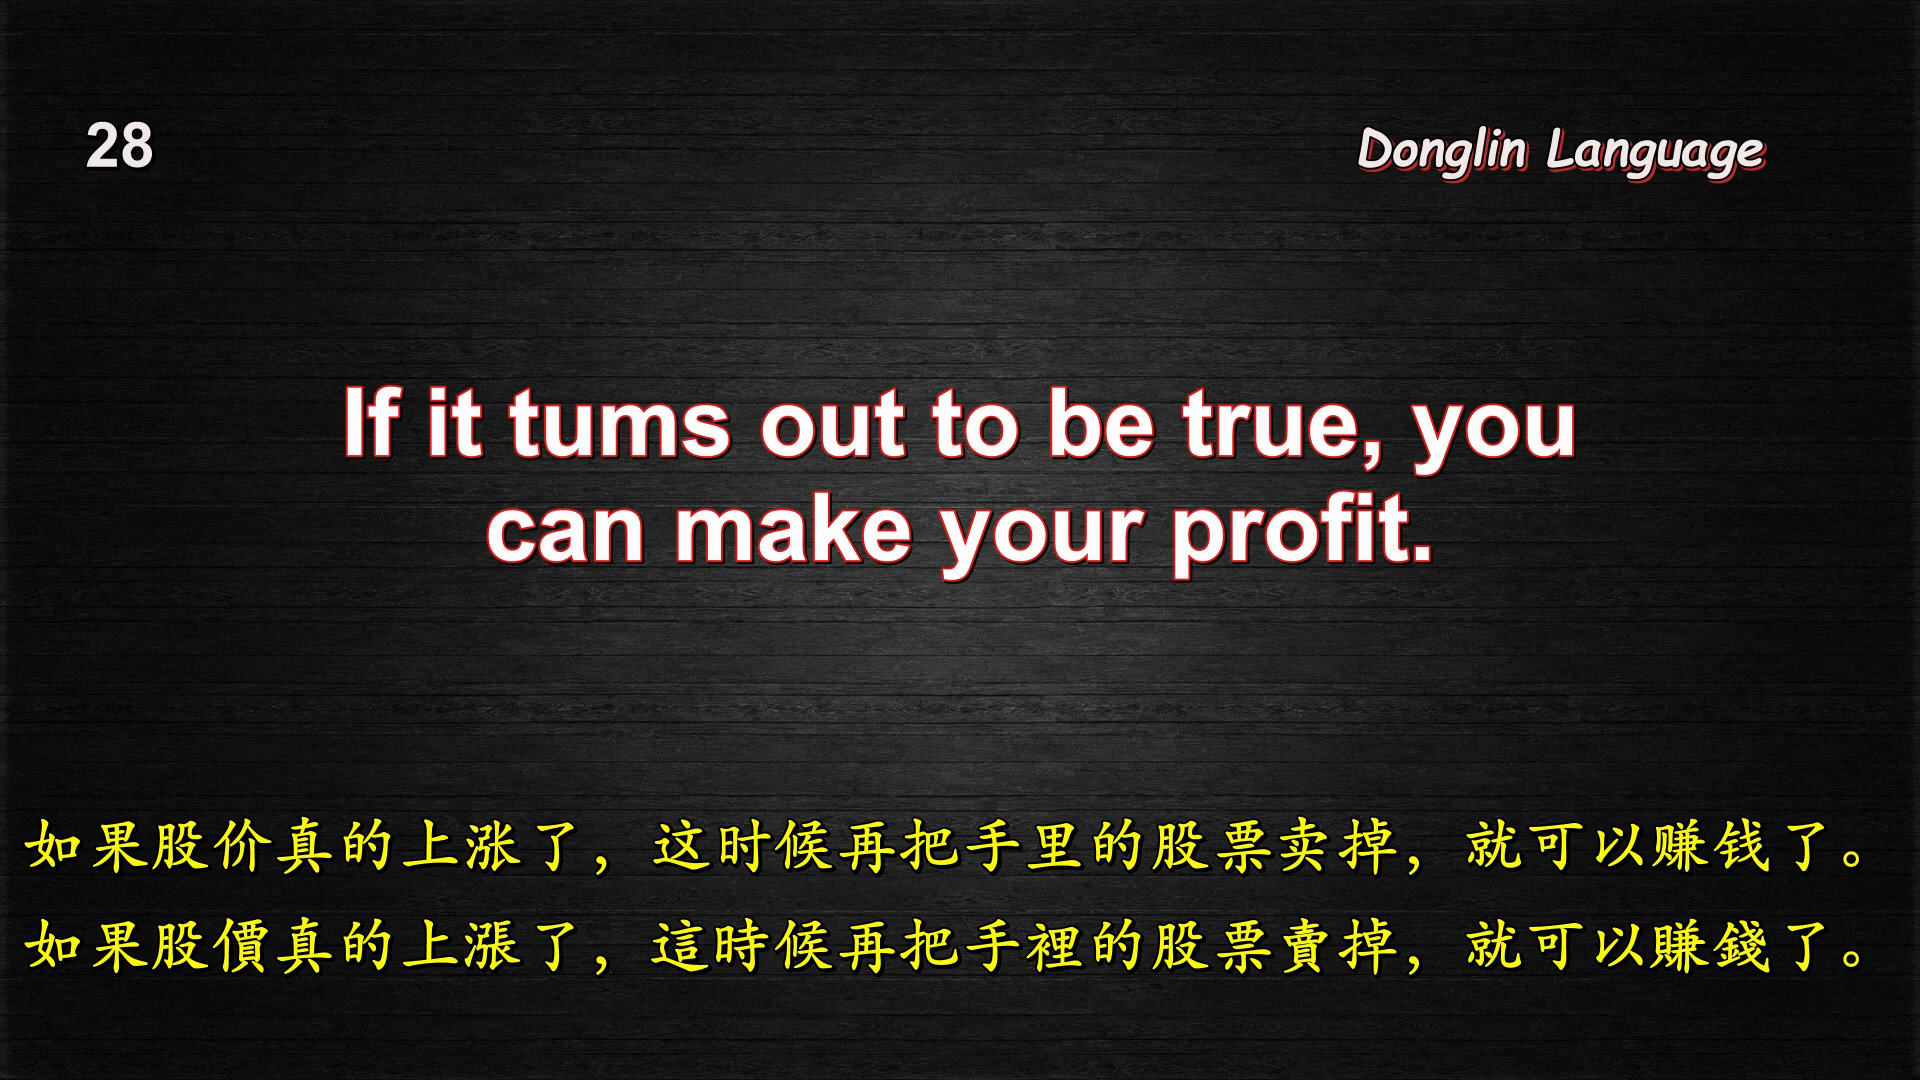 28
Donglin Language
If it tums out to be true, you
can make your profit.
如果股价真的上涨了，这时候再把手里的股票卖掉，就可以赚钱了。
如果股價真的上漲了，這時候再把手裡的股票賣掉，就可以賺錢了。